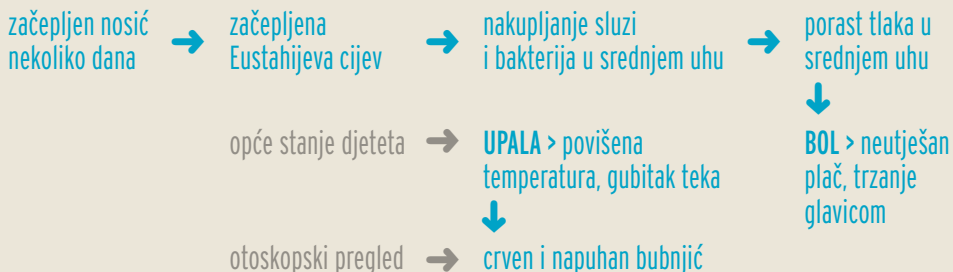 začepljen nosić
nekoliko dana
začepljena
Eustahijeva cijev
nakupljanje sluzi
i bakterija u srednjem uhu
porast tlaka u
srednjem uhu
opće stanje djeteta
UPALA > povišena
temperatura, gubitak teka
BOL > neutješan
plač, trzanje
glavicom
otoskopski pregled
crven i napuhan bubnjić